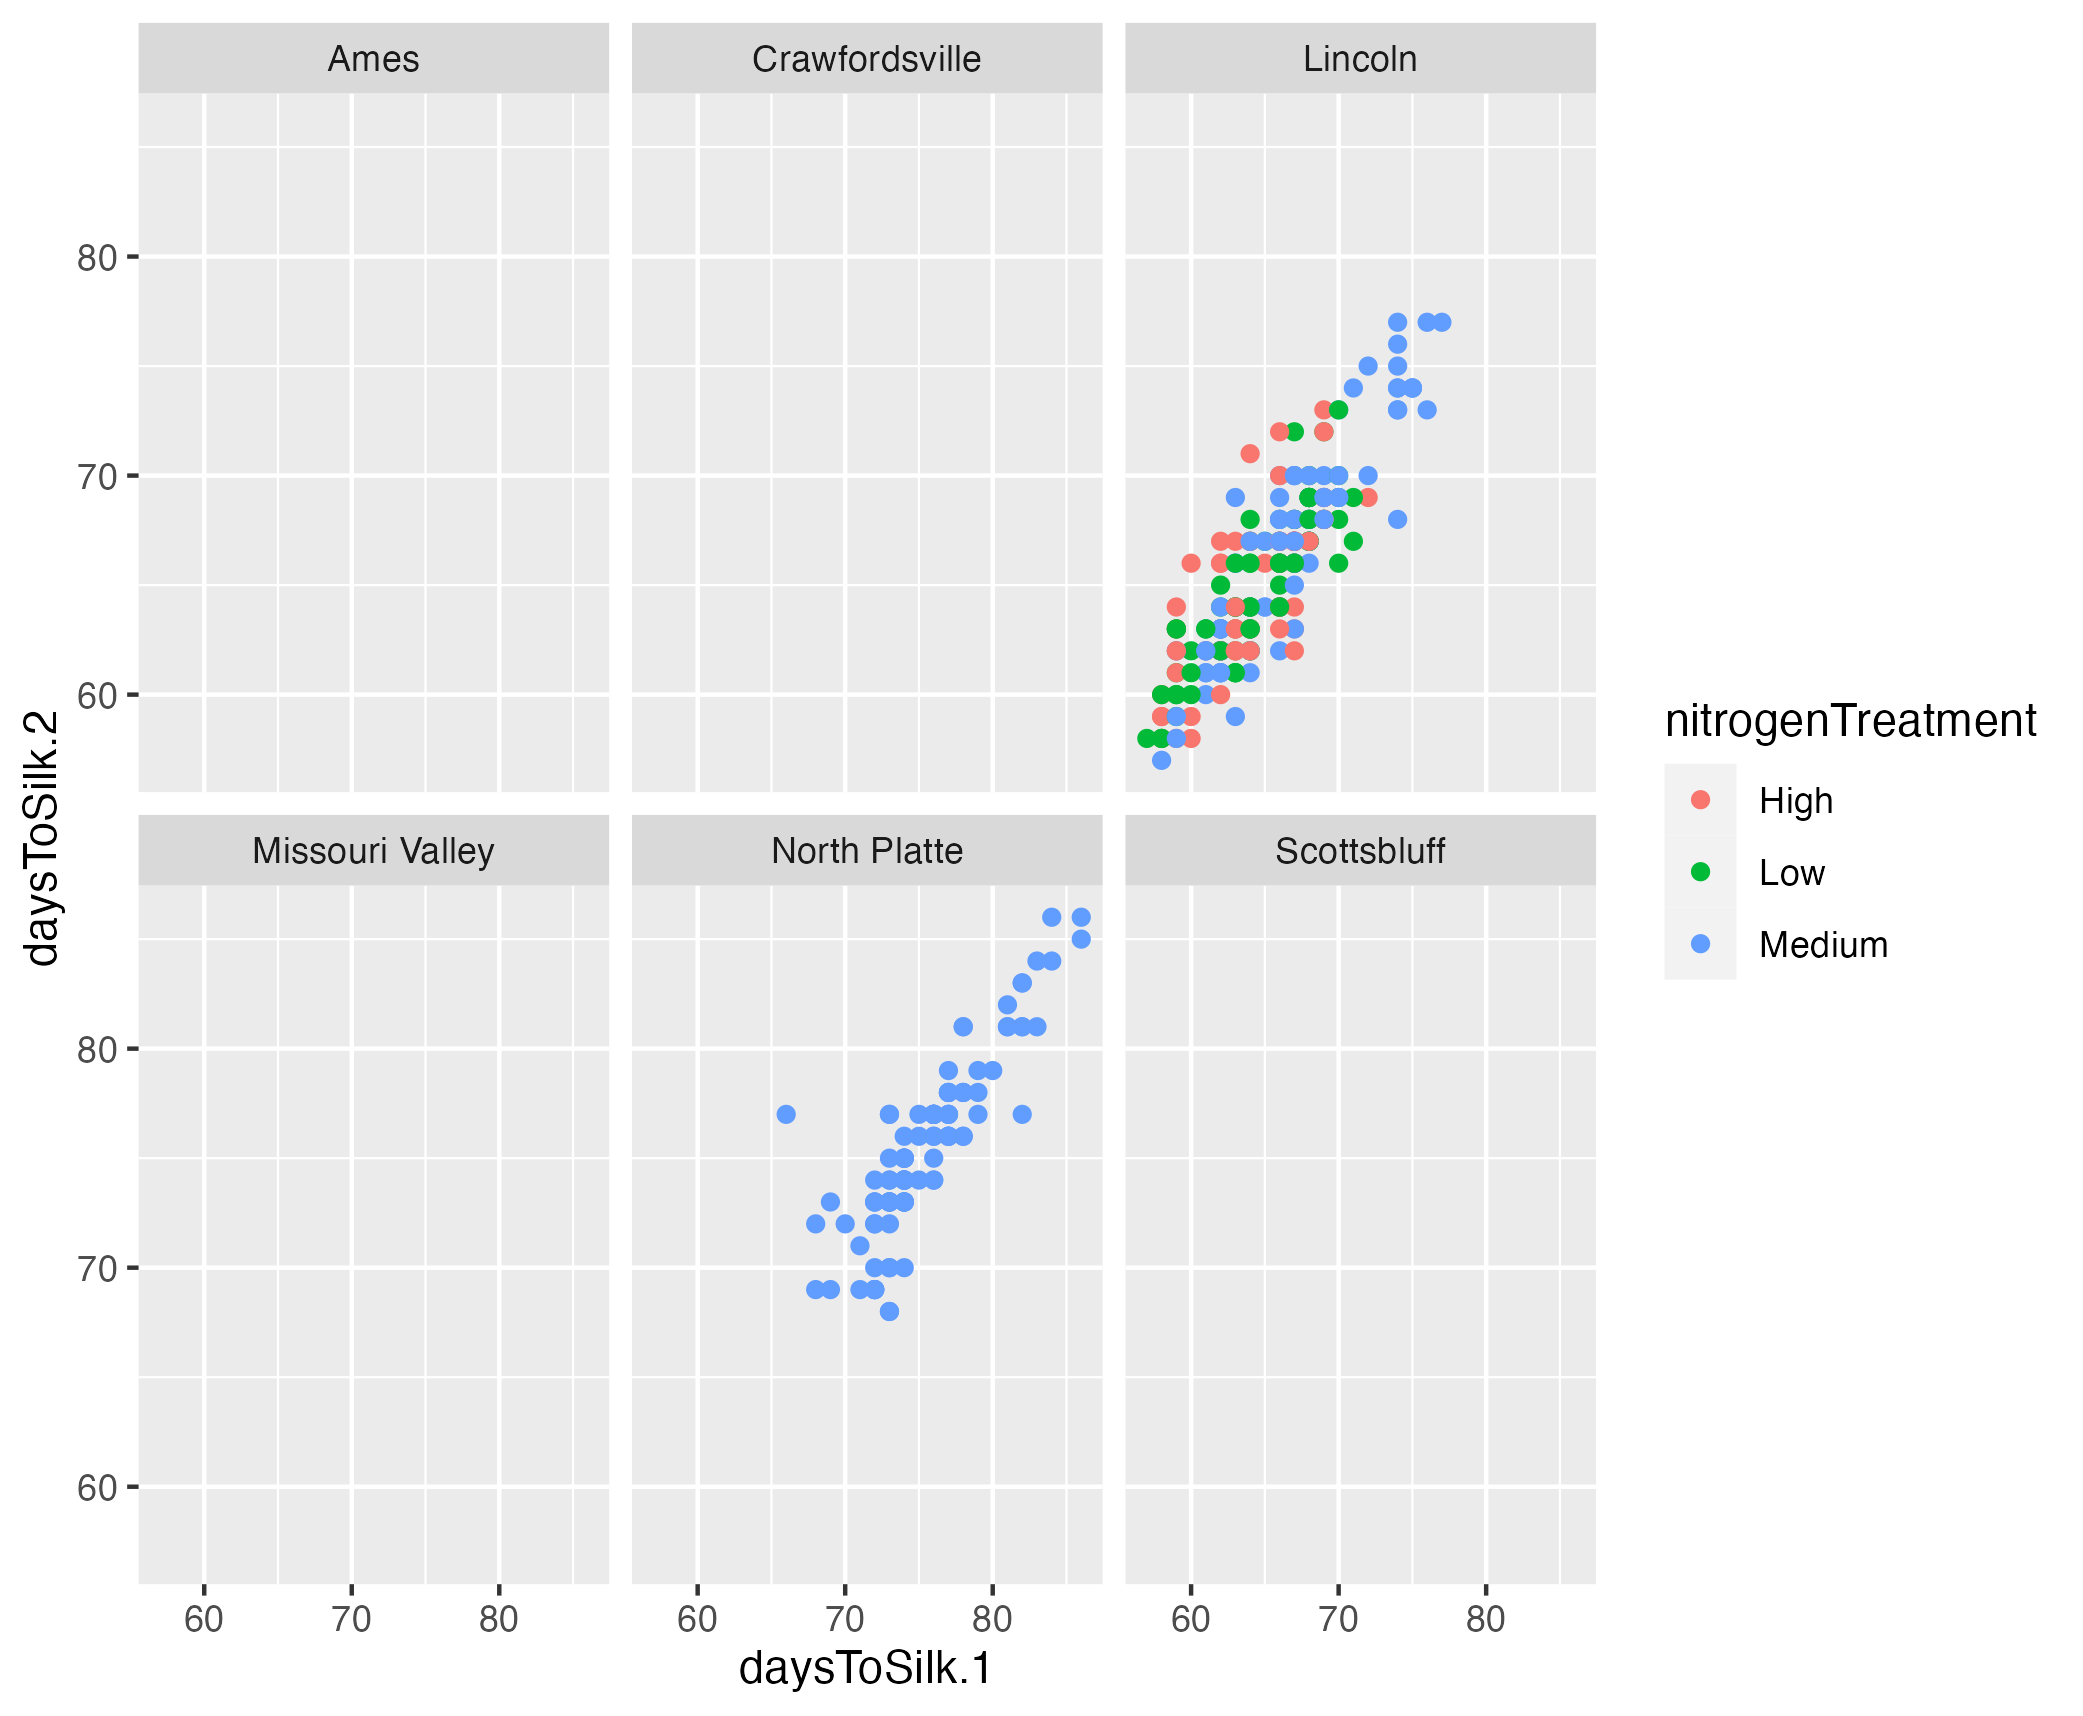 Ames
Crawfordsville
Lincoln
80
70
60
Missouri Valley
North Platte
Scottsbluff
80
70
60
60 70 80
60 70 80
60 70 80
daysToSilk.1
daysToSilk.2
nitrogenTreatment
High
Low
Medium